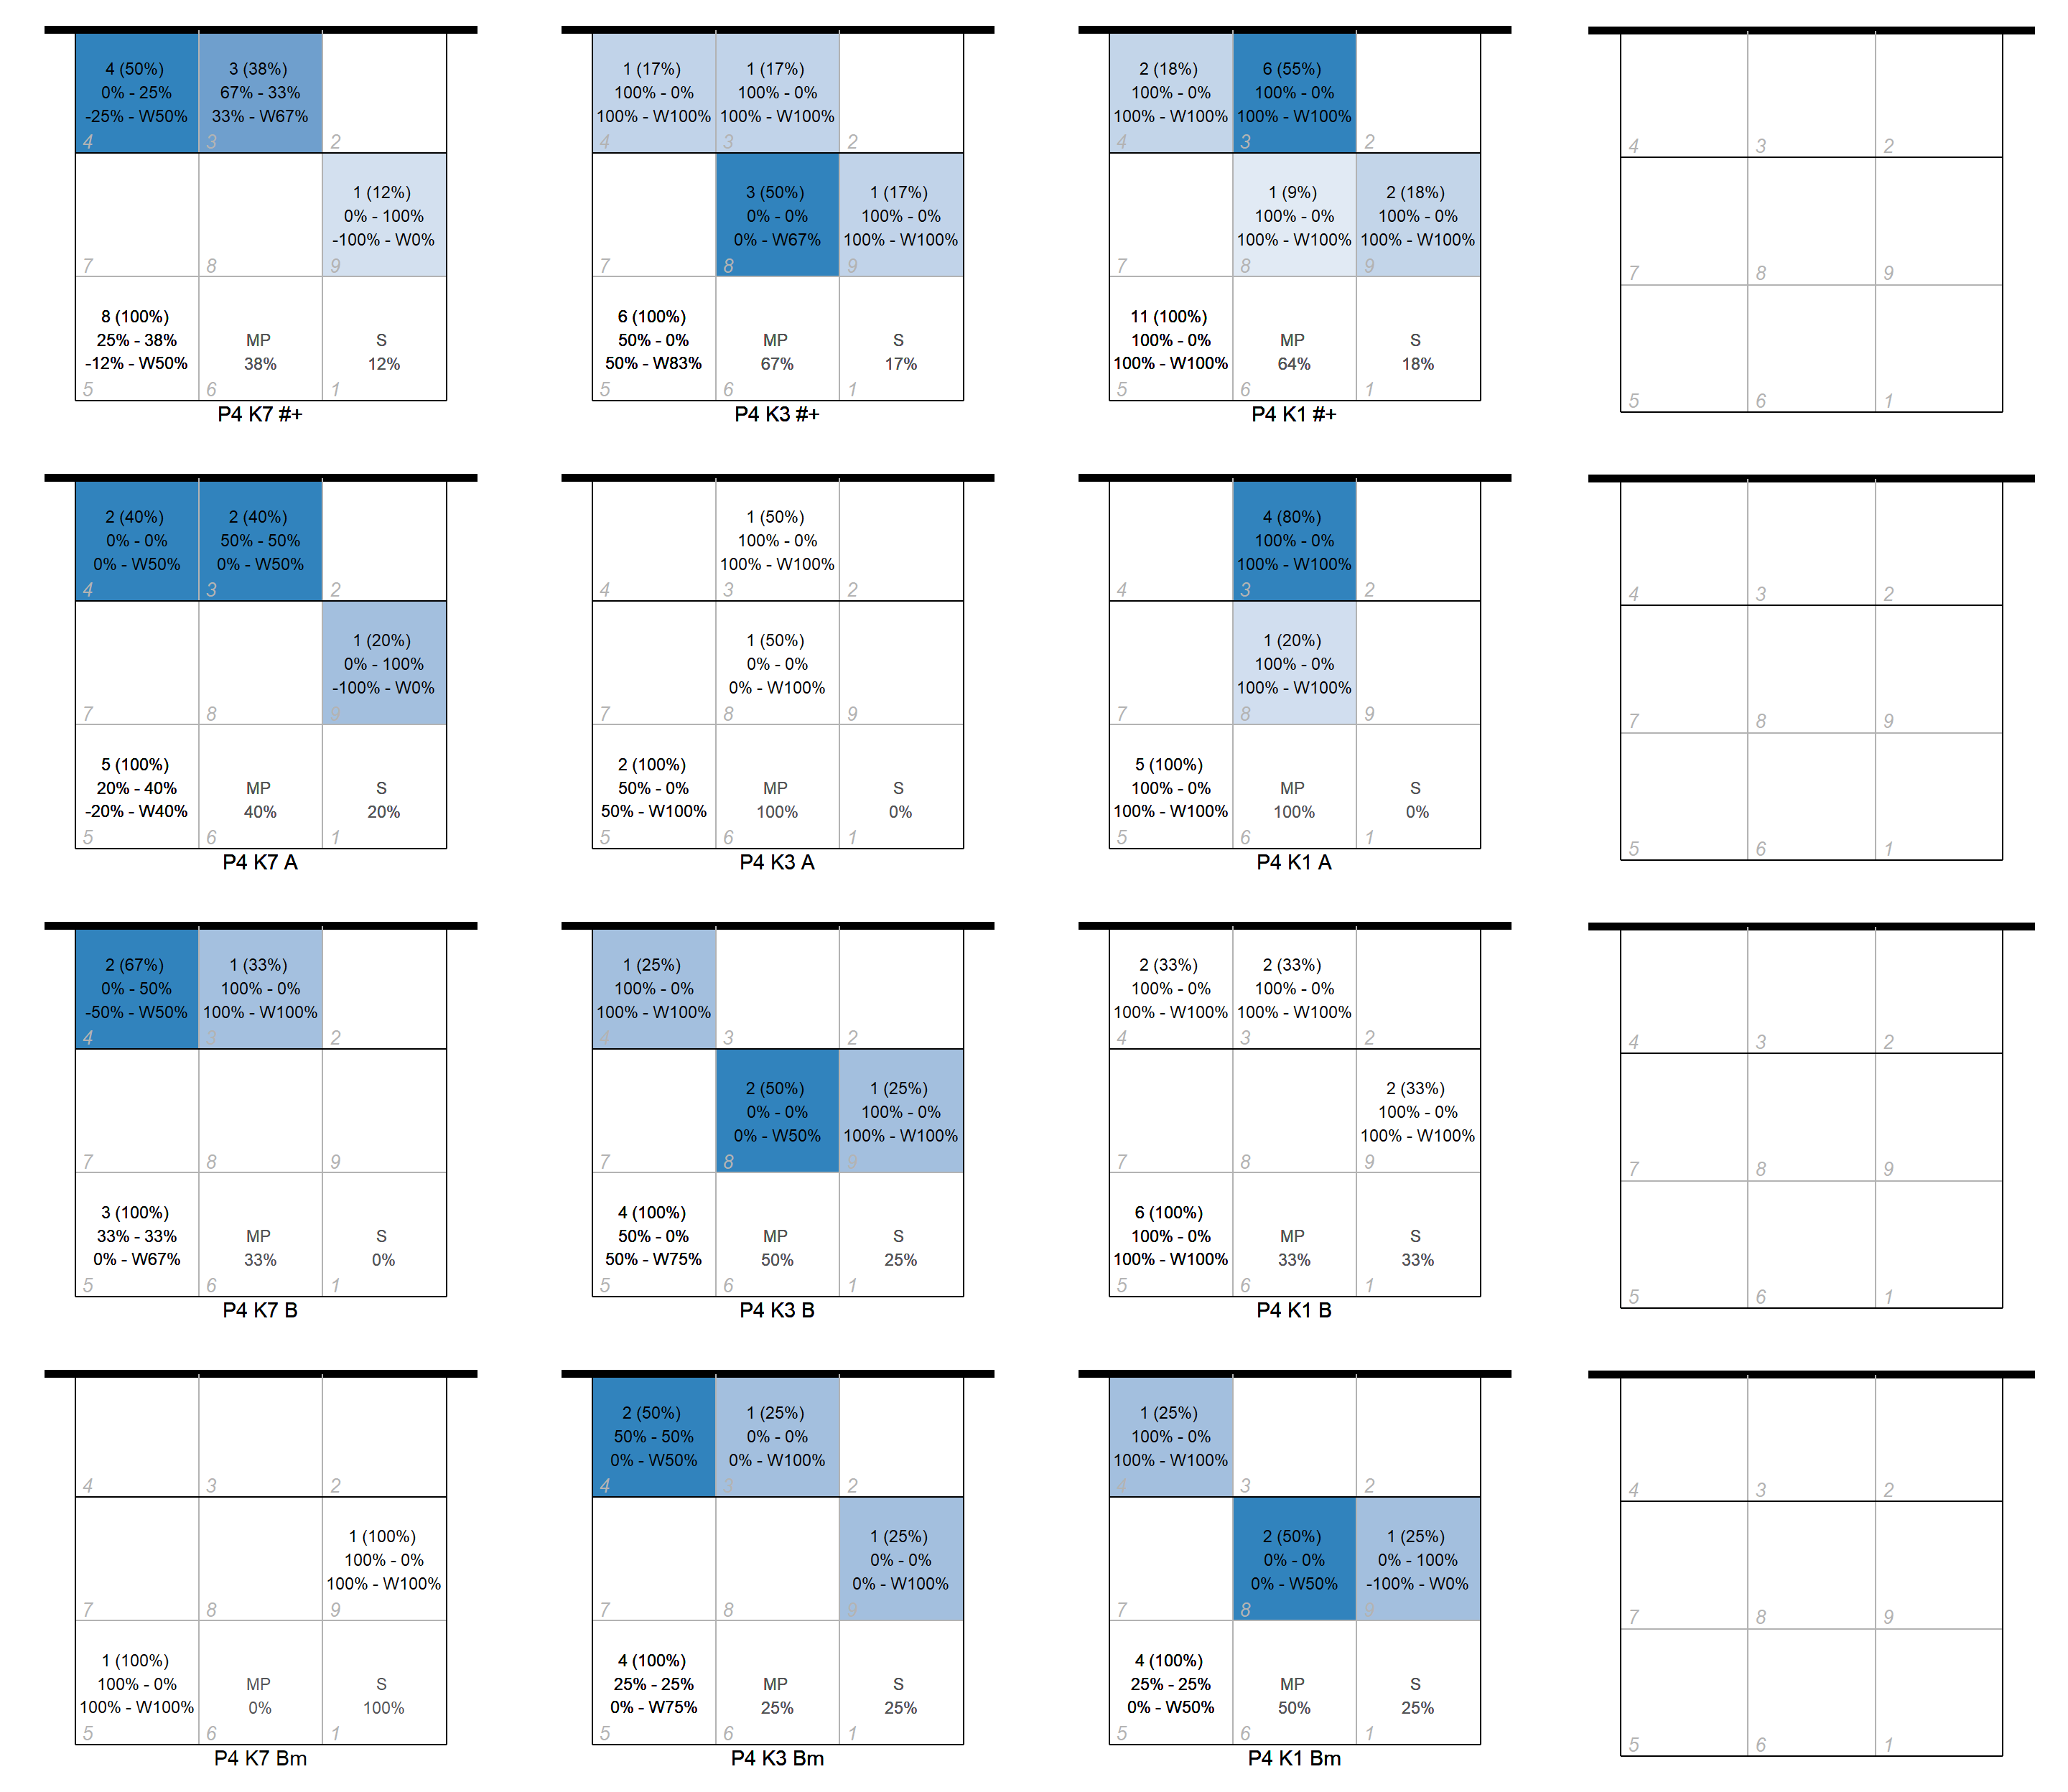 4 (50%)
0% - 25%
-25% - W50%
4
3 (38%)
67% - 33%
33% - W67%
3
2
7
8
1 (12%)
0% - 100%
-100% - W0%
9
8 (100%)
25% - 38%
-12% - W50%
5
MP
38%
6
S
12%
1
P4 K7 #+
1 (17%)
100% - 0%
100% - W100%
4
1 (17%)
100% - 0%
100% - W100%
3
2
7
3 (50%)
0% - 0%
0% - W67%
8
1 (17%)
100% - 0%
100% - W100%
9
6 (100%)
50% - 0%
50% - W83%
5
MP
67%
6
S
17%
1
P4 K3 #+
2 (18%)
100% - 0%
100% - W100%
4
6 (55%)
100% - 0%
100% - W100%
3
2
7
1 (9%)
100% - 0%
100% - W100%
8
2 (18%)
100% - 0%
100% - W100%
9
11 (100%)
100% - 0%
100% - W100%
5
MP
64%
6
S
18%
1
P4 K1 #+
4
3
2
7
8
9
5
6
1
2 (40%)
0% - 0%
0% - W50%
4
2 (40%)
50% - 50%
0% - W50%
3
2
7
8
1 (20%)
0% - 100%
-100% - W0%
9
5 (100%)
20% - 40%
-20% - W40%
5
MP
40%
6
S
20%
1
P4 K7 A
4
1 (50%)
100% - 0%
100% - W100%
3
2
7
1 (50%)
0% - 0%
0% - W100%
8
9
2 (100%)
50% - 0%
50% - W100%
5
MP
100%
6
S
0%
1
P4 K3 A
4
4 (80%)
100% - 0%
100% - W100%
3
2
7
1 (20%)
100% - 0%
100% - W100%
8
9
5 (100%)
100% - 0%
100% - W100%
5
MP
100%
6
S
0%
1
P4 K1 A
4
3
2
7
8
9
5
6
1
2 (67%)
0% - 50%
-50% - W50%
4
1 (33%)
100% - 0%
100% - W100%
3
2
7
8
9
3 (100%)
33% - 33%
0% - W67%
5
MP
33%
6
S
0%
1
P4 K7 B
1 (25%)
100% - 0%
100% - W100%
4
3
2
7
2 (50%)
0% - 0%
0% - W50%
8
1 (25%)
100% - 0%
100% - W100%
9
4 (100%)
50% - 0%
50% - W75%
5
MP
50%
6
S
25%
1
P4 K3 B
2 (33%)
100% - 0%
100% - W100%
4
2 (33%)
100% - 0%
100% - W100%
3
2
7
8
2 (33%)
100% - 0%
100% - W100%
9
6 (100%)
100% - 0%
100% - W100%
5
MP
33%
6
S
33%
1
P4 K1 B
4
3
2
7
8
9
5
6
1
4
3
2
7
8
1 (100%)
100% - 0%
100% - W100%
9
1 (100%)
100% - 0%
100% - W100%
5
MP
0%
6
S
100%
1
P4 K7 Bm
2 (50%)
50% - 50%
0% - W50%
4
1 (25%)
0% - 0%
0% - W100%
3
2
7
8
1 (25%)
0% - 0%
0% - W100%
9
4 (100%)
25% - 25%
0% - W75%
5
MP
25%
6
S
25%
1
P4 K3 Bm
1 (25%)
100% - 0%
100% - W100%
4
3
2
7
2 (50%)
0% - 0%
0% - W50%
8
1 (25%)
0% - 100%
-100% - W0%
9
4 (100%)
25% - 25%
0% - W50%
5
MP
50%
6
S
25%
1
P4 K1 Bm
4
3
2
7
8
9
5
6
1